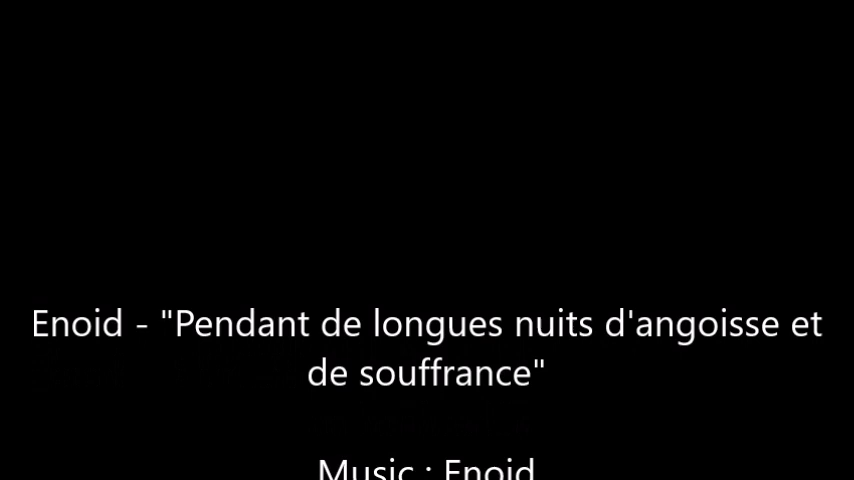 Enoid - "Pendant de longues nuits d'angoisse et
de souffrance"
Music : Enoid